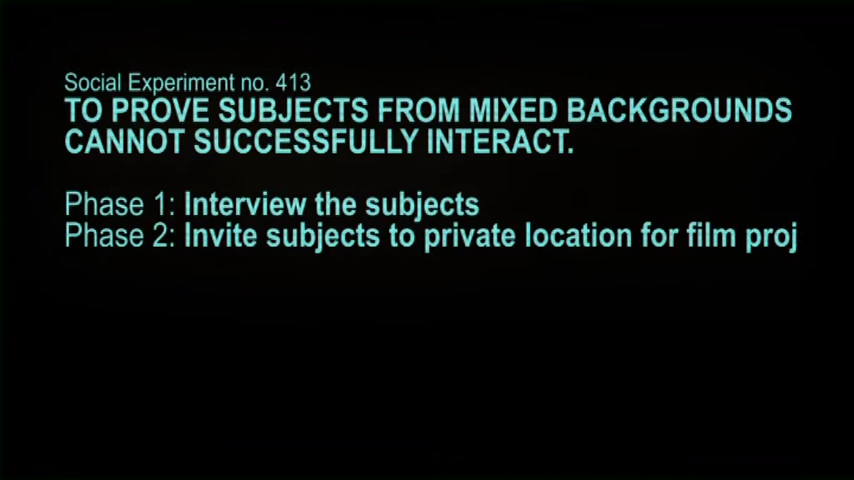 Social Experiment no. 413
TO PROVE SUBJECTS FROM MIXED BACKGROUNDS
CANNOT SUCCESSFULLY INTERACT.
Phase 1: Interview the subjects
Phase 2: Invite subjects to private location for film proj